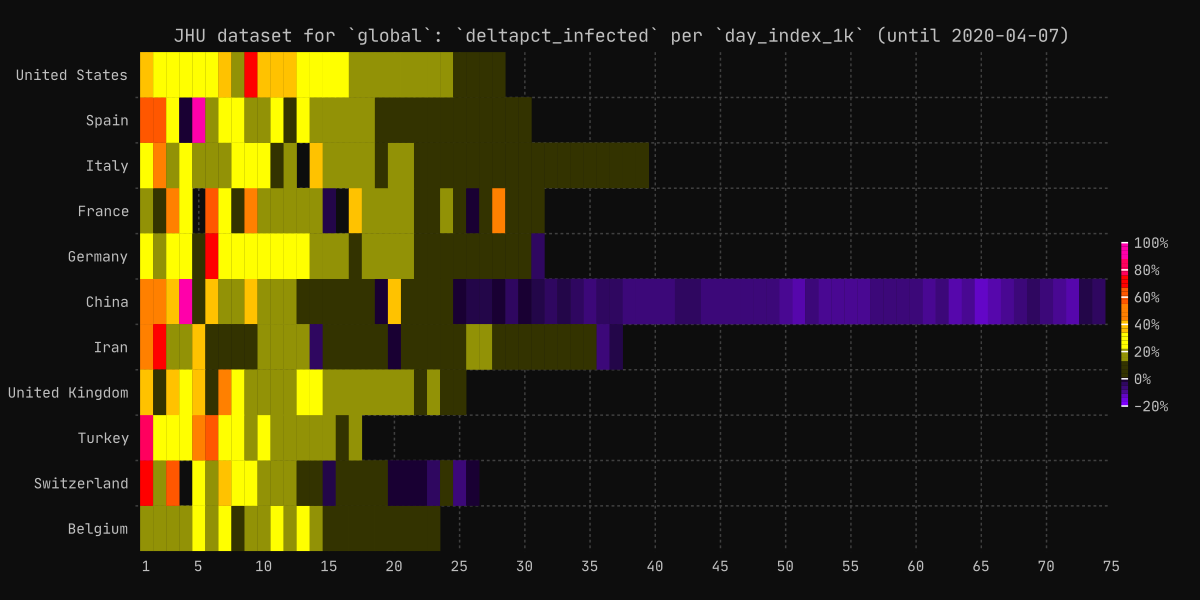 JHU dataset for `global`: `deltapct_infected` per `day_index_1k` (until 2020-04-07)
United States
Spain
Italy
France
Germany
China
Iran
United Kingdom
Turkey
Switzerland
Belgium
1 5 10 15 20 25 30 35 40 45 50 55 60 65 70 75
100%
80%
60%
40%
20%
0%
-20%